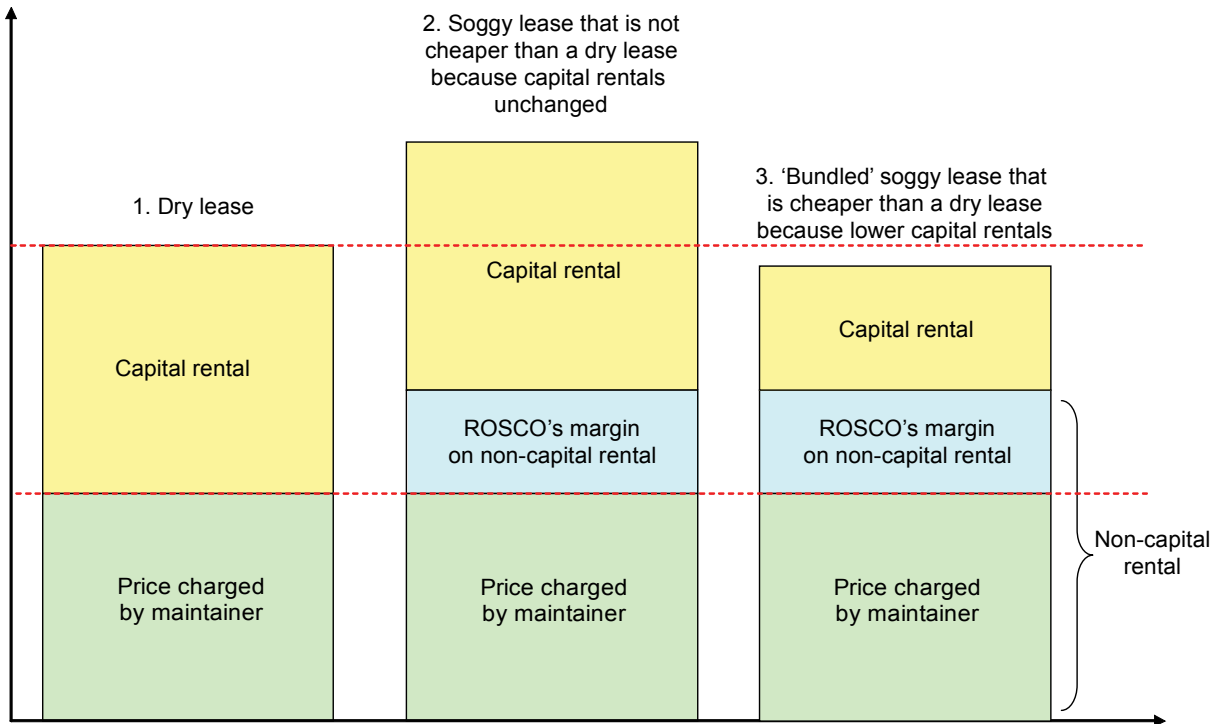 2. Soggy lease that is not
cheaper than a dry lease
because capital rentals
unchanged
1. Dry lease
3. ‘Bundled’ soggy lease that
is cheaper than a dry lease
because lower capital rentals
Capital rental
Price charged
by maintainer
Capital rental
ROSCO’s margin
on non-capital rental
Price charged
by maintainer
Capital rental
ROSCO’s margin
on non-capital rental
Price charged
by maintainer
Non-capital
rental